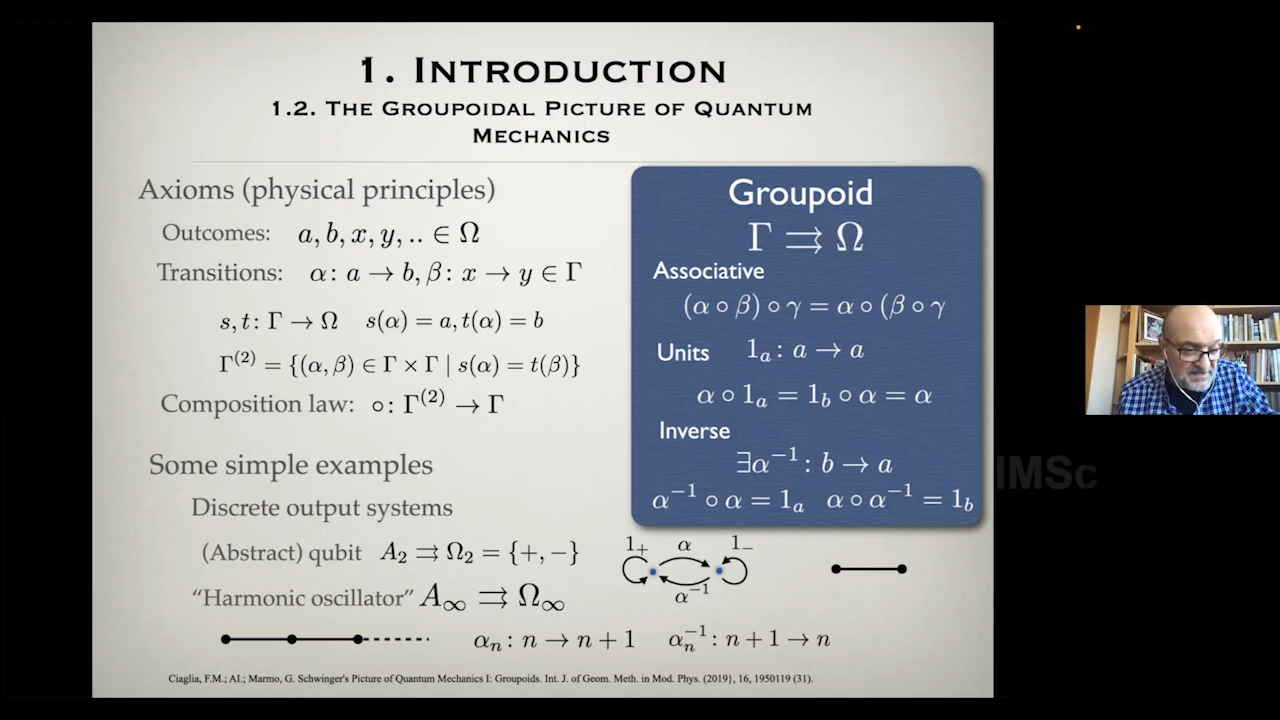 1. Introduction
1.2. The Groupoidal Picture of Quantum
Mechanics
Axioms (physical principles)
Outcomes: a, b, x, y, .. ∈ Ω
Transitions: α: a → b, β: x → y ∈ Γ
s, t: Γ → Ω s(α) = a, t(α) = b
Γ⁽²⁾ = {(α, β) ∈ Γ × Γ | s(α) = t(β)}
Composition law: ∘: Γ⁽²⁾ → Γ
Some simple examples
Discrete output systems
(Abstract) qubit A₂ ⇉ Ω₂ = {+, −}
"Harmonic oscillator" A∞ ⇉ Ω∞
αₙ: n → n + 1 αₙ⁻¹: n + 1 → n
Groupoid
Γ ⇉ Ω
Associative
(α ∘ β) ∘ γ = α ∘ (β ∘ γ
Units 1ₐ: a → a
α ∘ 1ₐ = 1_b ∘ α = α
Inverse
∃α⁻¹: b → a
α⁻¹ ∘ α = 1ₐ α ∘ α⁻¹ = 1_b
1₊ α 1₋
α⁻¹
Ciaglia, F.M.; AI.; Marmo, G. Schwinger's Picture of Quantum Mechanics I: Groupoids. Int. J. of Geom. Meth. in Mod. Phys. (2019}, 16, 1950119 (31).
IMSc